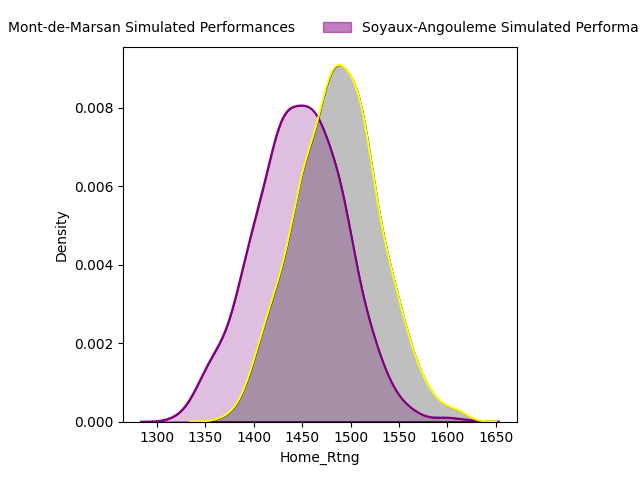 Mont-de-Marsan Simulated Performances
Soyaux-Angouleme Simulated Performa
0.008
0.006
0.004
0.002
0.000
Density
1300 1350 1400 1450 1500 1550 1600 1650
Home_Rtng